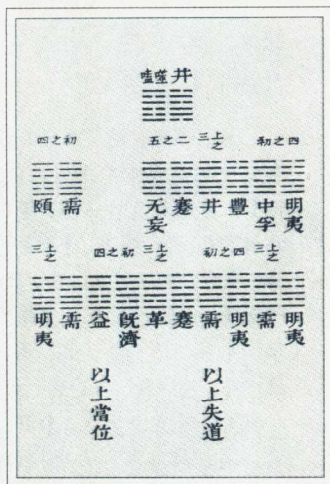 井 噬嗑
四之初 上之三 二之五 初之四
明夷 中孚 豐 井 蹇 无妄 需 頤
上之三 四之初 上之三 初之四 上之三
明夷 需 明夷 需 蹇 革 既濟 益 需 明夷
以上失道
以上當位